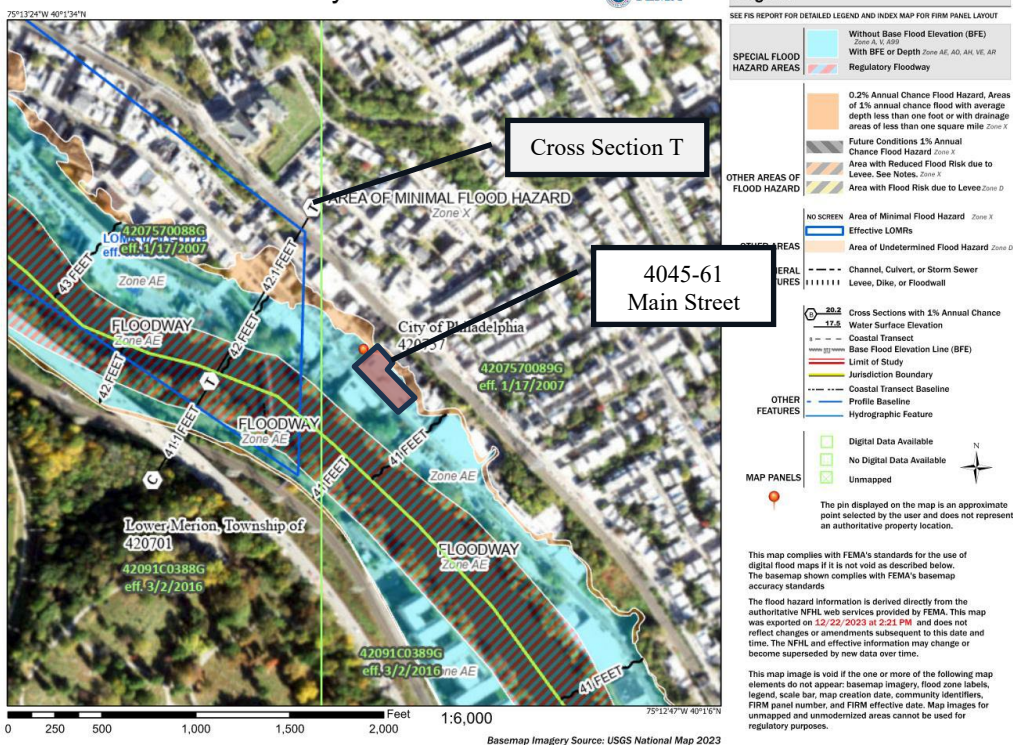 75°13'24"W 40°1'34"N
Cross Section T
T
AREA OF MINIMAL FLOOD HAZARD
Zone X
4207570088G
eff. 1/17/2007
42.1 FEET
43 FEET
Zone AE
4045-61
Main Street
42 FEET
FLOODWAY
Zone AE
City of Philadelphia
4207570089G
eff. 1/17/2007
42 FEET
T
FLOODWAY
Zone AE
41.1 FEET
41 FEET
41 FEET
Zone AE
C
Lower Merion, Township of
420701
42091C0388G
eff. 3/2/2016
FLOODWAY
Zone AE
42091C0389G
eff. 3/2/2016
Zone AE
41 FEET
75°12'47"W 40°1'6"N
0 250 500 1,000 1,500 2,000
Feet
1:6,000
Basemap Imagery Source: USGS National Map 2023
SEE FIS REPORT FOR DETAILED LEGEND AND INDEX MAP FOR FIRM PANEL LAYOUT
SPECIAL FLOOD
HAZARD AREAS
Without Base Flood Elevation (BFE)
Zone A, V, A99
With BFE or Depth Zone AE, AO, AH, VE, AR
Regulatory Floodway
OTHER AREAS OF
FLOOD HAZARD
0.2% Annual Chance Flood Hazard, Areas
of 1% annual chance flood with average
depth less than one foot or with drainage
areas of less than one square mile Zone X
Future Conditions 1% Annual
Chance Flood Hazard Zone X
Area with Reduced Flood Risk due to
Levee. See Notes. Zone X
Area with Flood Risk due to Levee Zone D
NO SCREEN Area of Minimal Flood Hazard Zone X
Effective LOMRs
AREAS
Area of Undetermined Flood Hazard Zone D
Channel, Culvert, or Storm Sewer
Levee, Dike, or Floodwall
B 20.2 Cross Sections with 1% Annual Chance
17.5 Water Surface Elevation
Coastal Transect
Base Flood Elevation Line (BFE)
Limit of Study
Jurisdiction Boundary
Coastal Transect Baseline
OTHER
FEATURES
Profile Baseline
Hydrographic Feature
MAP PANELS
Digital Data Available
No Digital Data Available
Unmapped
N
The pin displayed on the map is an approximate
point selected by the user and does not represent
an authoritative property location.
This map complies with FEMA's standards for the use of
digital flood maps if it is not void as described below.
The basemap shown complies with FEMA's basemap
accuracy standards
The flood hazard information is derived directly from the
authoritative NFHL web services provided by FEMA. This map
was exported on 12/22/2023 at 2:21 PM and does not
reflect changes or amendments subsequent to this date and
time. The NFHL and effective information may change or
become superseded by new data over time.
This map image is void if the one or more of the following map
elements do not appear: basemap imagery, flood zone labels,
legend, scale bar, map creation date, community identifiers,
FIRM panel number, and FIRM effective date. Map images for
unmapped and unmodernized areas cannot be used for
regulatory purposes.